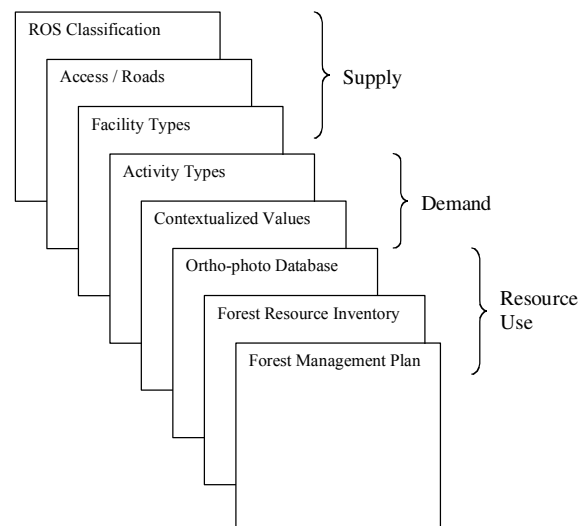 ROS Classification
Access / Roads
Supply
Facility Types
Activity Types
Demand
Contextualized Values
Ortho-photo Database
Resource
Use
Forest Resource Inventory
Forest Management Plan